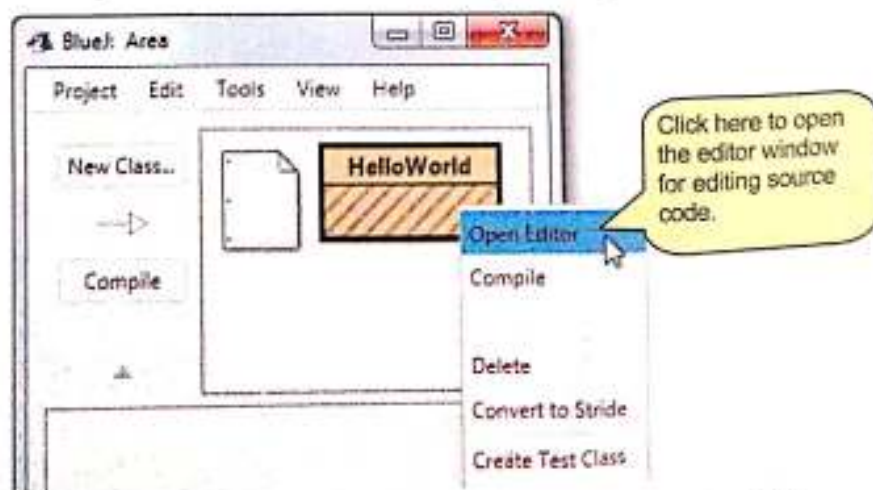 BlueJ: Area
Project Edit Tools View Help
New Class...
HelloWorld
Compile
Click here to open
the editor window
for editing source
code.
Open Editor
Compile
Delete
Convert to Stride
Create Test Class